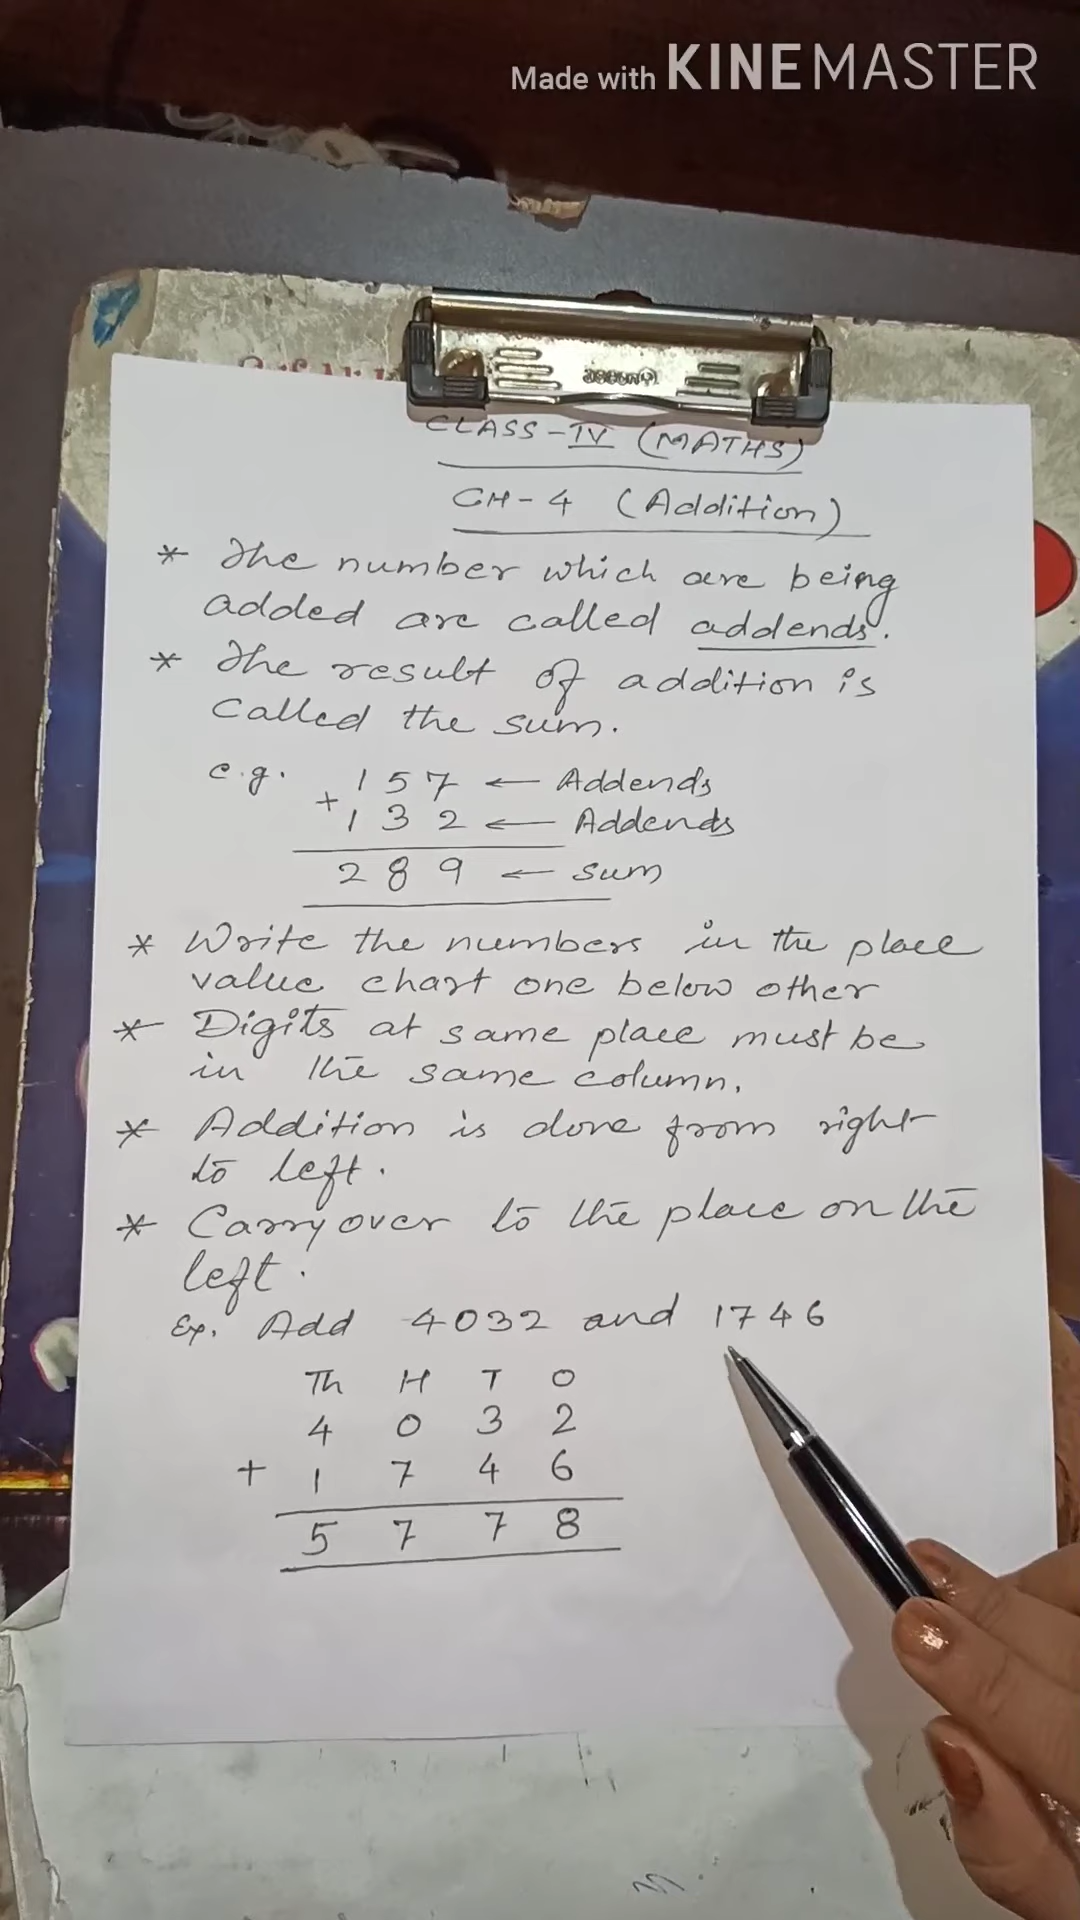 Made with KINEMASTER
CLASS-IV (MATHS)
CH-4 (Addition)
* The number which are being
added are called addends.
* The result of addition is
called the sum.
e.g. 157 ← Addends
+ 132 ← Addends
289 ← Sum
* Write the numbers in the place
value chart one below other
* Digits at same place must be
in the same column.
* Addition is done from right
to left.
* Carryover to the place on the
left.
Ex. Add 4032 and 1746
Th H T O
4 0 3 2
+ 1 7 4 6
5 7 7 8